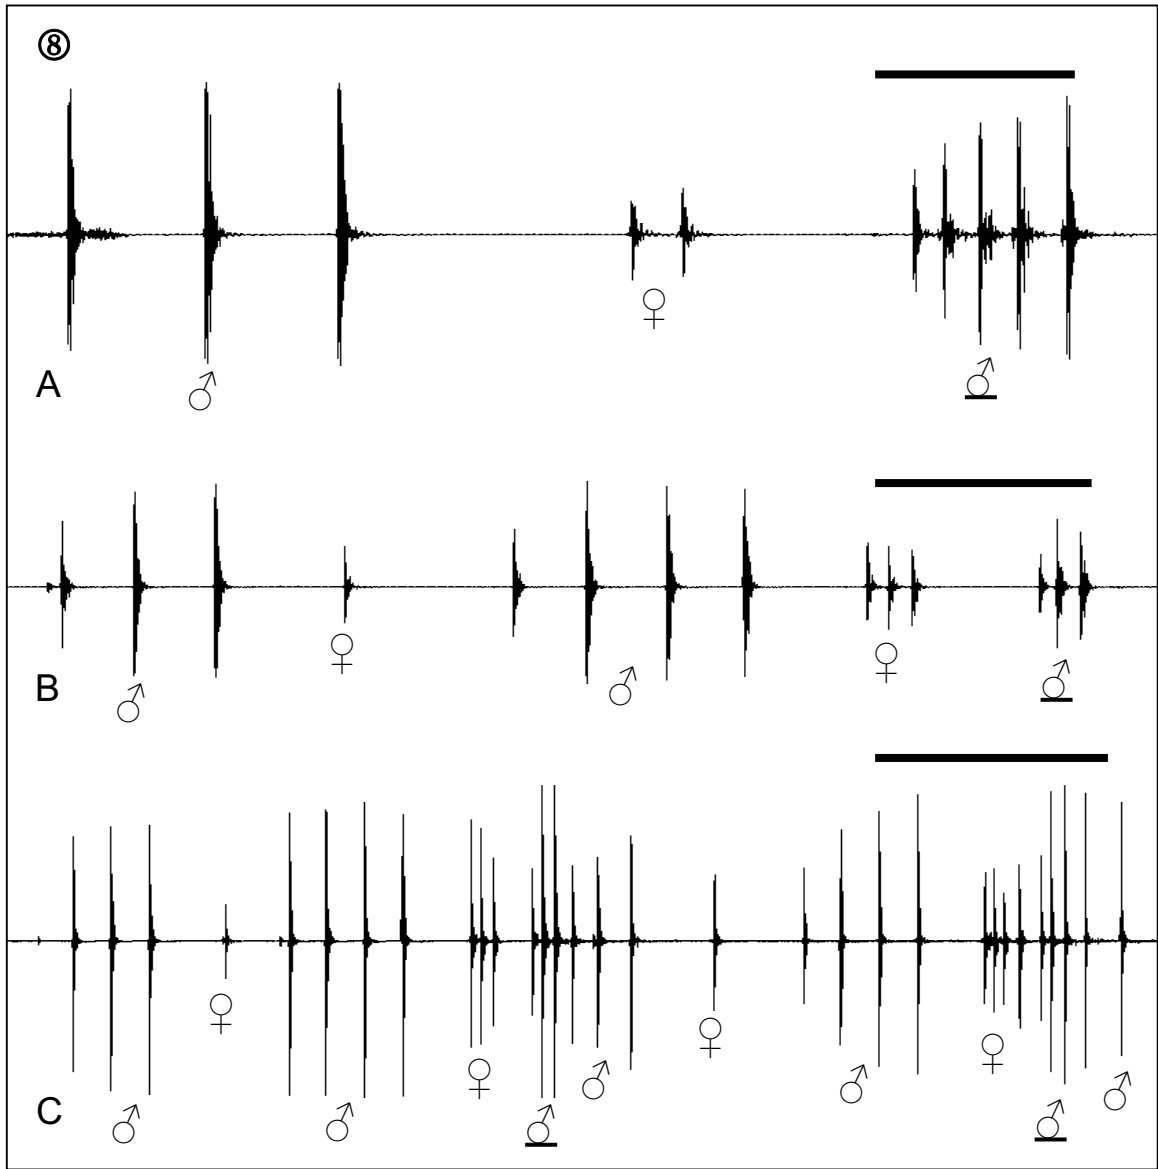 ⑧
♀
A ♂ ♂
♀ ♀
B ♂ ♂ ♂
♀ ♀ ♀ ♀
♂ ♂ ♂
C ♂ ♂ ♂ ♂